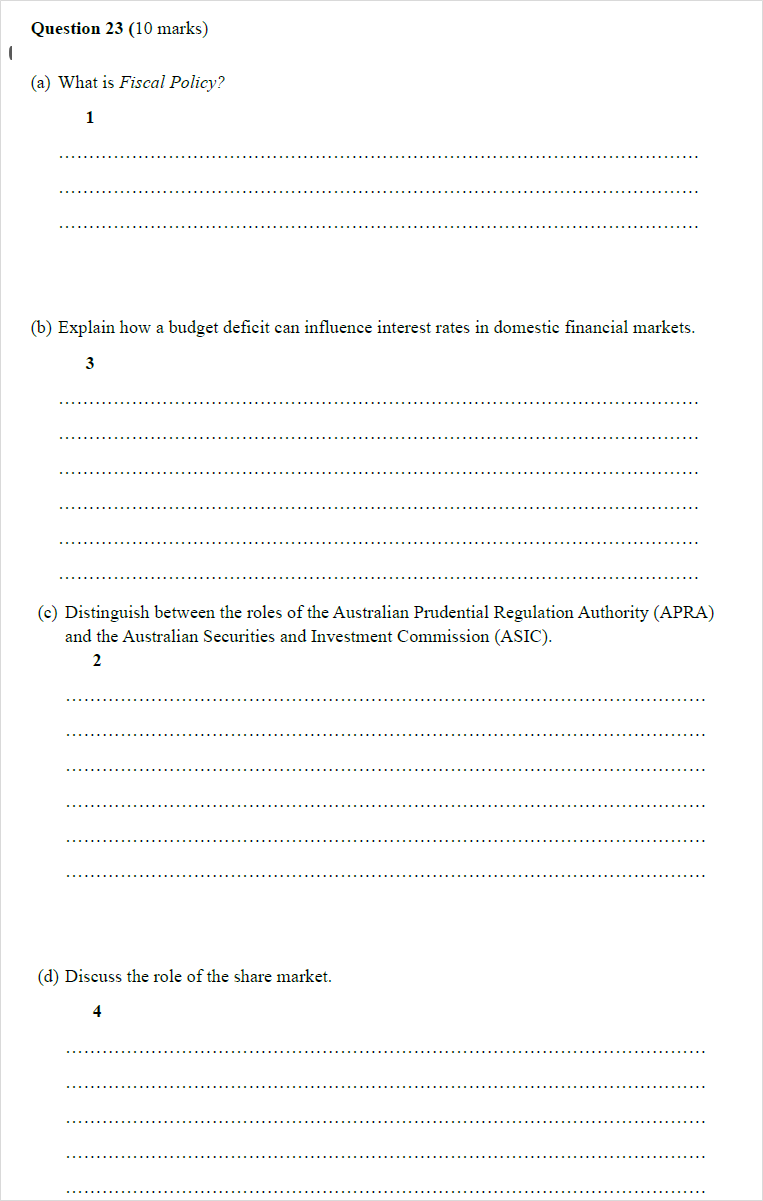 Question 23 (10 marks)
(a) What is Fiscal Policy?
1
(b) Explain how a budget deficit can influence interest rates in domestic financial markets.
3
(c) Distinguish between the roles of the Australian Prudential Regulation Authority (APRA)
and the Australian Securities and Investment Commission (ASIC).
2
(d) Discuss the role of the share market.
4